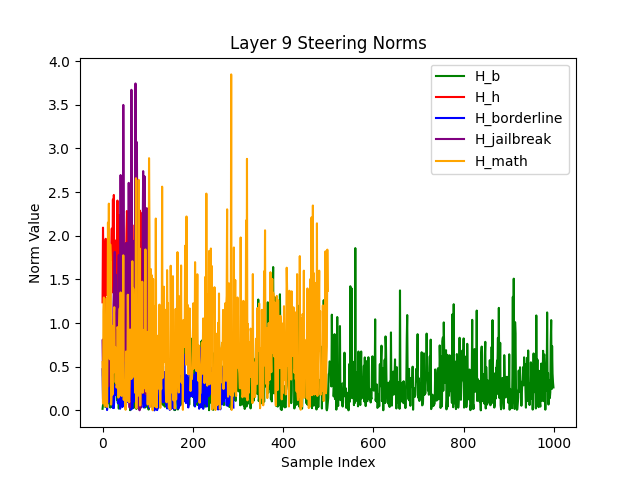 Layer 9 Steering Norms
4.0
3.5
3.0
2.5
2.0
1.5
1.0
0.5
0.0
Norm Value
H_b
H_h
H_borderline
H_jailbreak
H_math
0 200 400 600 800 1000
Sample Index